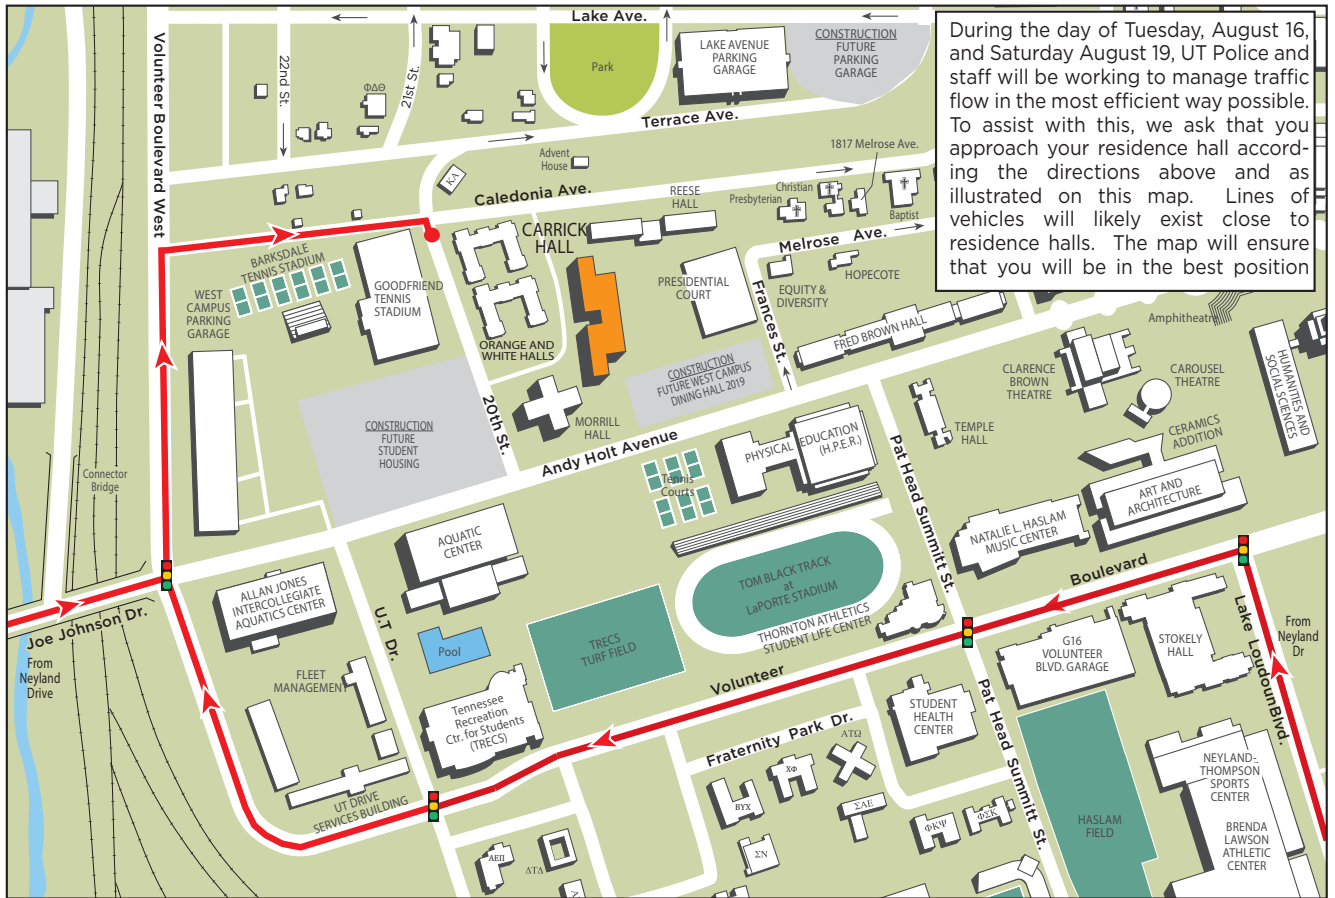 Lake Ave.
During the day of Tuesday, August 16,
and Saturday August 19, UT Police and
staff will be working to manage traffic
flow in the most efficient way possible.
To assist with this, we ask that you
approach your residence hall accord-
ing the directions above and as
illustrated on this map. Lines of
vehicles will likely exist close to
residence halls. The map will ensure
that you will be in the best position
Volunteer Boulevard West
22nd St.
21st St.
ΦΔΘ
Park
LAKE AVENUE
PARKING
GARAGE
CONSTRUCTION
FUTURE
PARKING
GARAGE
Terrace Ave.
Advent
House
1817 Melrose Ave.
KA
Caledonia Ave.
REESE
HALL
Christian
Presbyterian
Baptist
CARRICK
HALL
Melrose Ave.
BARKSDALE
TENNIS STADIUM
GOODFRIEND
TENNIS
STADIUM
WEST
CAMPUS
PARKING
GARAGE
PRESIDENTIAL
COURT
Frances St.
HOPECOTE
EQUITY &
DIVERSITY
Amphitheatre
FRED BROWN HALL
ORANGE AND
WHITE HALLS
CONSTRUCTION
FUTURE WEST CAMPUS
DINING HALL 2019
CLARENCE
BROWN
THEATRE
CAROUSEL
THEATRE
HUMANITIES AND
SOCIAL SCIENCES
20th St.
CONSTRUCTION
FUTURE
STUDENT
HOUSING
MORRILL
HALL
Andy Holt Avenue
TEMPLE
HALL
CERAMICS
ADDITION
PHYSICAL EDUCATION
(H.P.E.R.)
Pat Head Summitt St.
Connector
Bridge
Tennis
Courts
ART AND
ARCHITECTURE
AQUATIC
CENTER
NATALIE L. HASLAM
MUSIC CENTER
TOM BLACK TRACK
at
LaPORTE STADIUM
Boulevard
ALLAN JONES
INTERCOLLEGIATE
AQUATICS CENTER
Joe Johnson Dr.
U.T Dr.
THORNTON ATHLETICS
STUDENT LIFE CENTER
Lake LoudounBlvd.
From
Neyland
Dr
From
Neyland
Drive
Pool
TRECS
TURF FIELD
G16
VOLUNTEER
BLVD. GARAGE
STOKELY
HALL
FLEET
MANAGEMENT
Volunteer
Tennessee
Recreation
Ctr. for Students
(TRECS)
STUDENT
HEALTH
CENTER
Pat Head Summitt St.
Fraternity Park Dr.
ΑΤΩ
ΧΦ
NEYLAND-
THOMPSON
SPORTS
CENTER
UT DRIVE
SERVICES BUILDING
ΒΥΧ
ΣΑΕ
ΦΣΚ
ΦΚΨ
HASLAM
FIELD
BRENDA
LAWSON
ATHLETIC
CENTER
ΑΕΠ
ΔΤΔ
ΣΝ